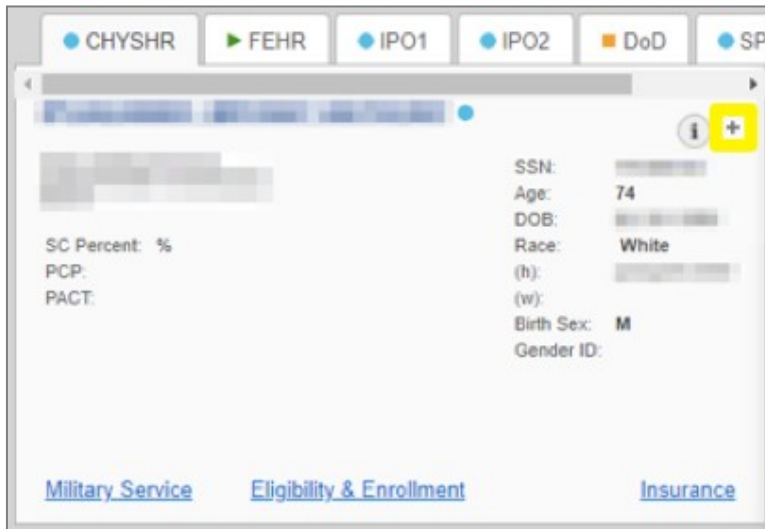 CHYSHR FEHR IPO1 IPO2 DoD SP
i +
SSN:
Age: 74
DOB:
SC Percent: % Race: White
PCP: (h):
PACT: (w):
Birth Sex: M
Gender ID:
Military Service Eligibility & Enrollment Insurance